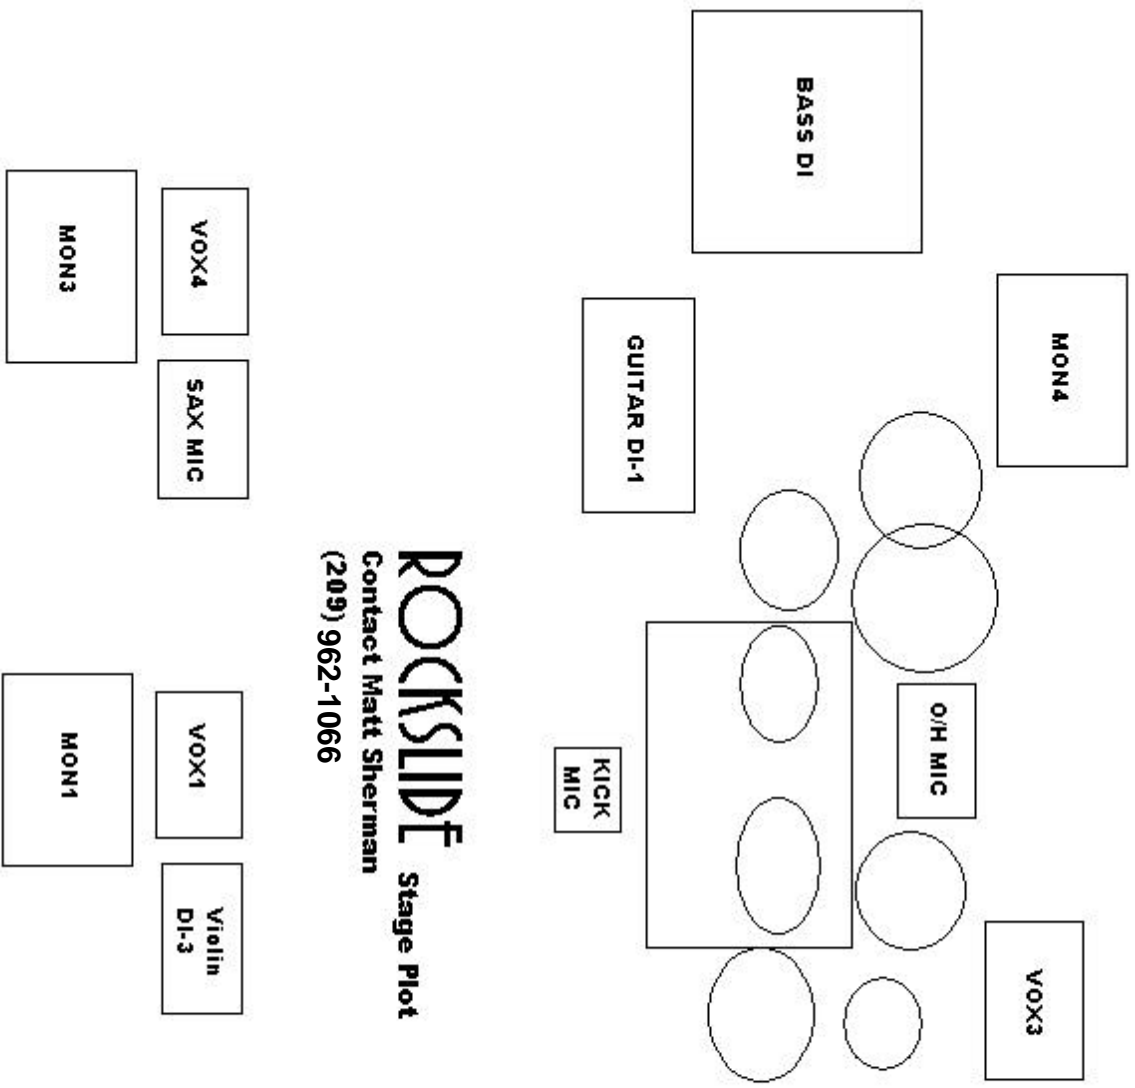 MON4
VOX3
O/H MIC
BASS DI
GUITAR DI-1
KICK
MIC
ROCKSLIDE Stage Plot
Contact Matt Sherman
(209) 962-1066
VOX4
SAX MIC
VOX1
Violin
DI-3
MON3
MON1